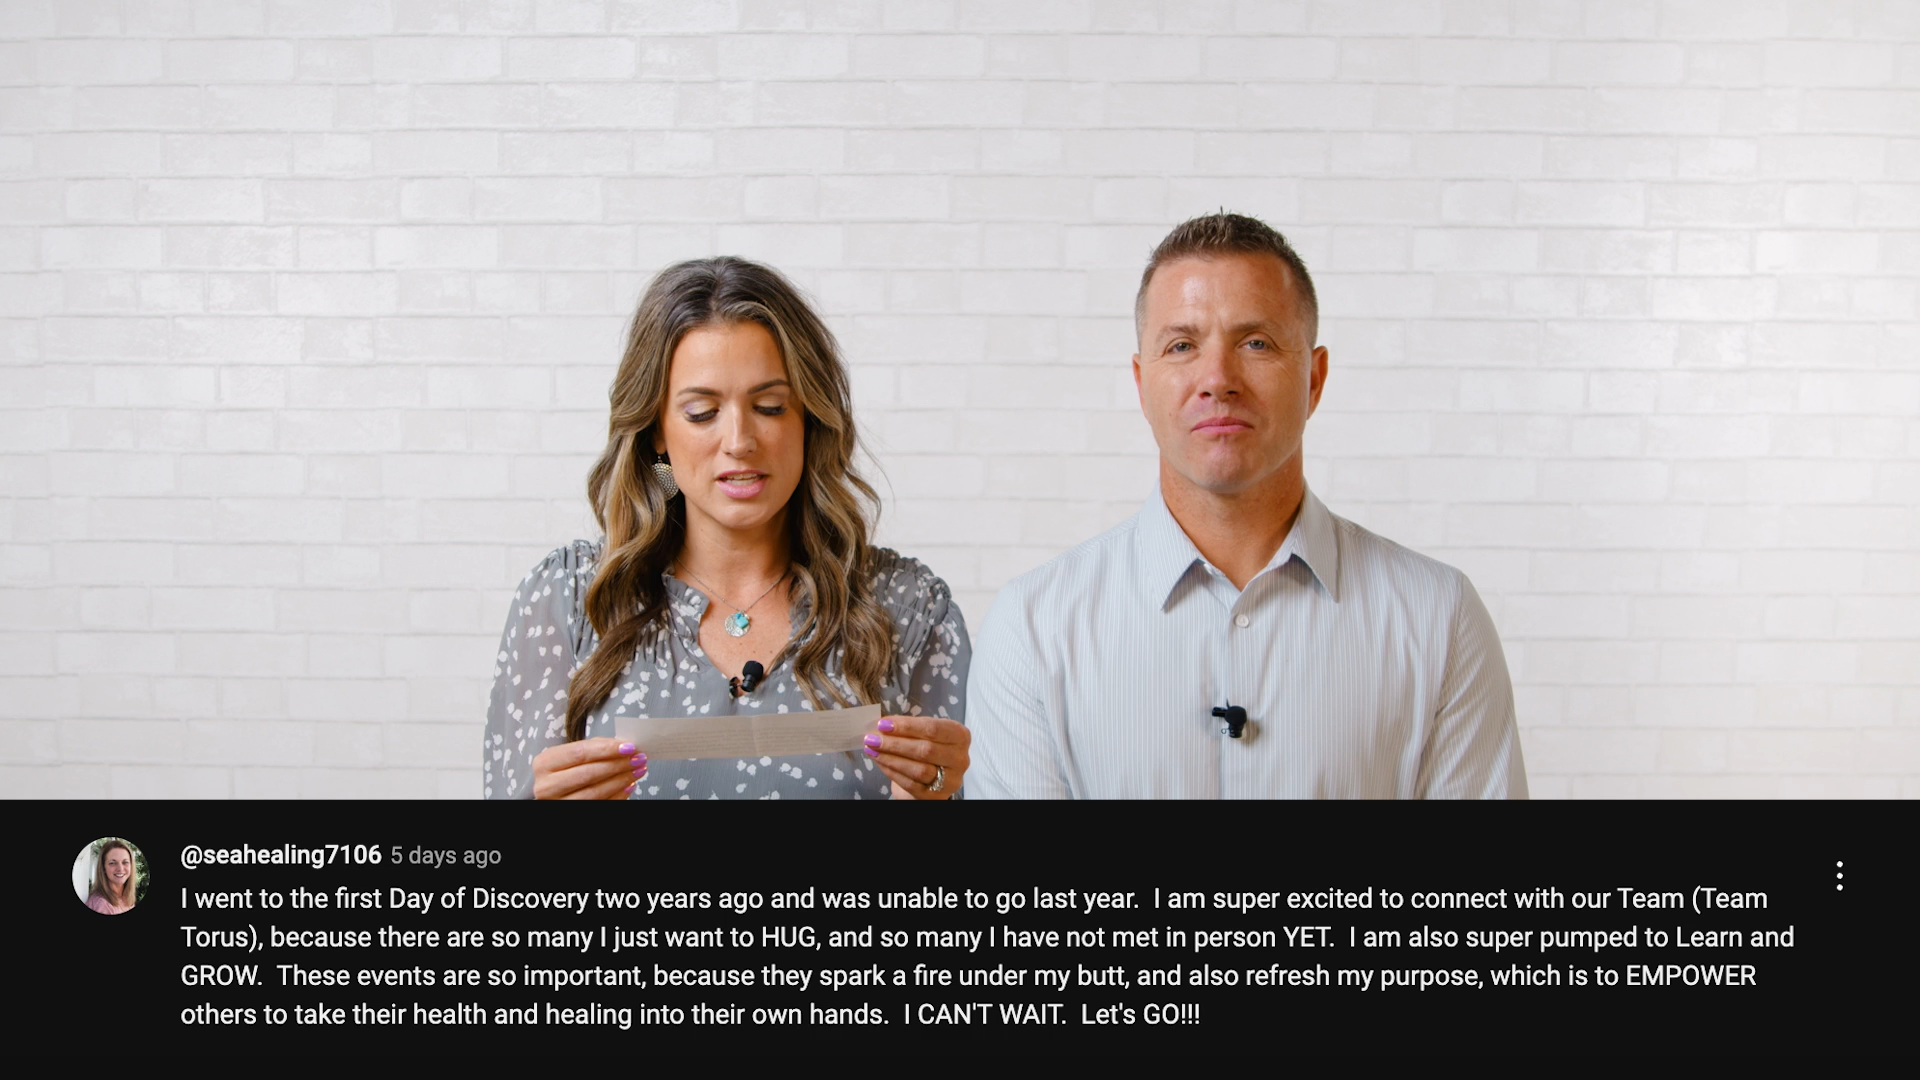 @seahealing7106 5 days ago
I went to the first Day of Discovery two years ago and was unable to go last year.  I am super excited to connect with our Team (Team
Torus), because there are so many I just want to HUG, and so many I have not met in person YET.  I am also super pumped to Learn and
GROW.  These events are so important, because they spark a fire under my butt, and also refresh my purpose, which is to EMPOWER
others to take their health and healing into their own hands.  I CAN'T WAIT.  Let's GO!!!